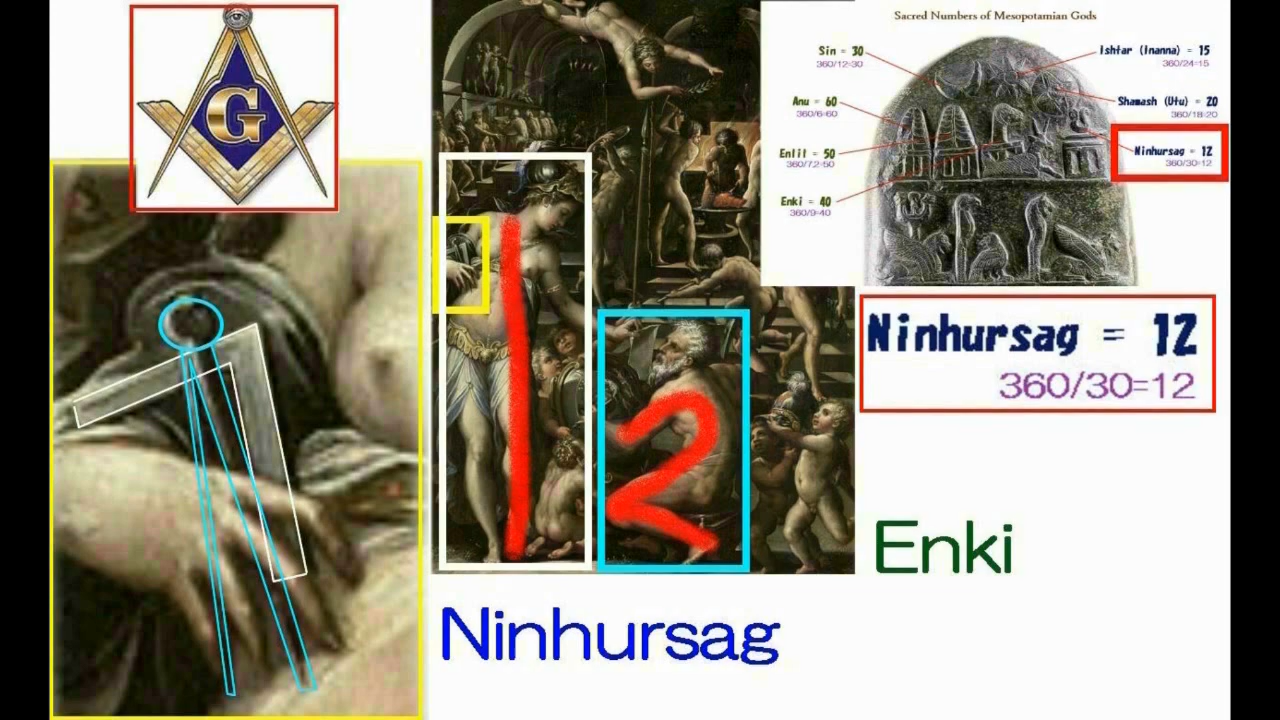 G
Sacred Numbers of Mesopotamian Gods
Sin = 30
360/12=30
Anu = 60
360/6=60
Enlil = 50
360/7.2=50
Enki = 40
360/9=40
Ishtar (Inanna) = 15
360/24=15
Shamash (Utu) = 20
360/18=20
Ninhursag = 12
360/30=12
12
Ninhursag = 12
360/30=12
Enki
Ninhursag